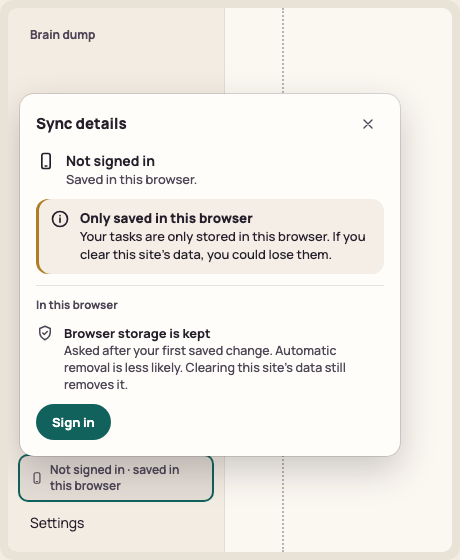 Brain dump
Sync details
Not signed in
Saved in this browser.
Only saved in this browser
Your tasks are only stored in this browser. If you
clear this site's data, you could lose them.
In this browser
Browser storage is kept
Asked after your first saved change. Automatic
removal is less likely. Clearing this site's data still
removes it.
Sign in
Not signed in · saved in
this browser
Settings